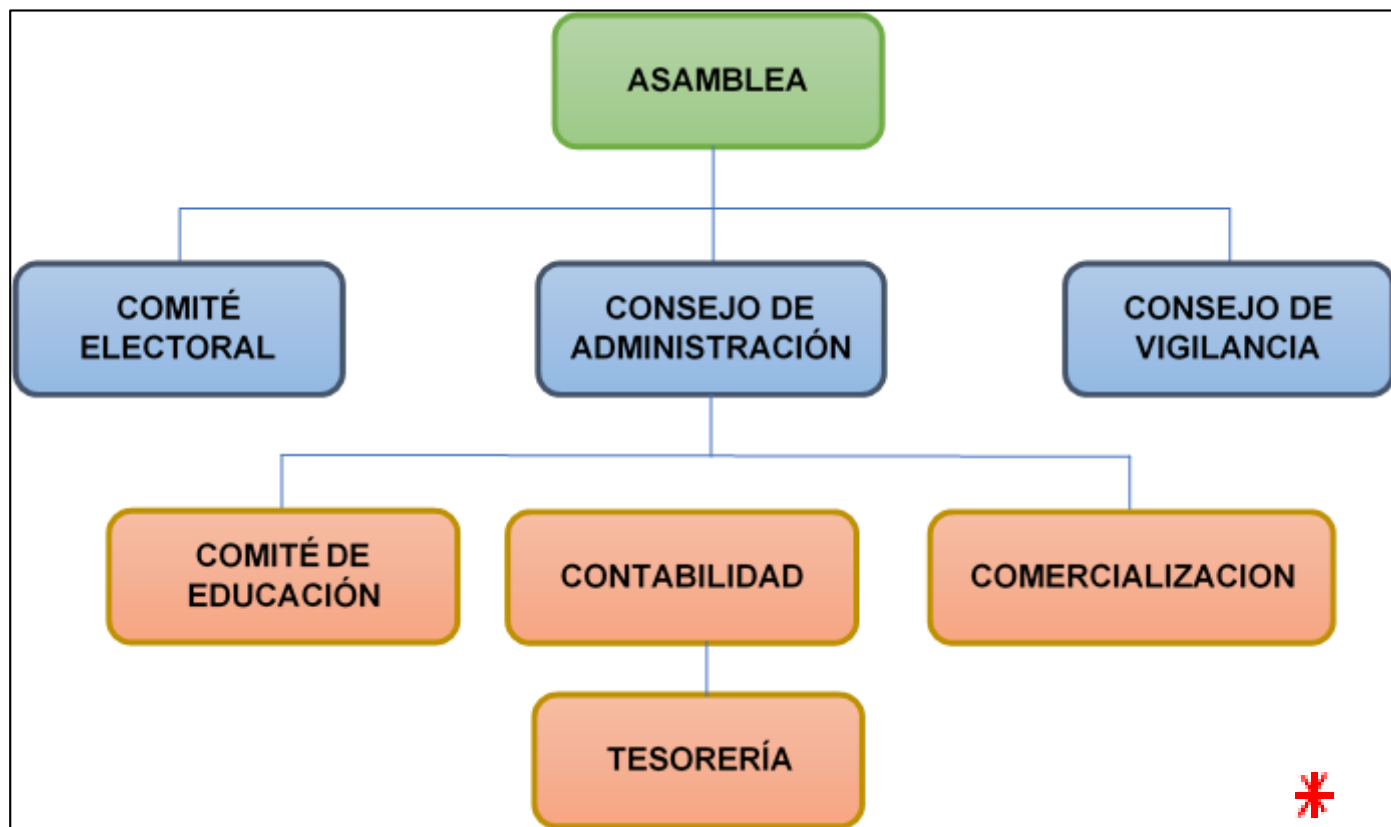 ASAMBLEA
COMITÉ
ELECTORAL
CONSEJO DE
ADMINISTRACIÓN
CONSEJO DE
VIGILANCIA
COMITÉ DE
EDUCACIÓN
CONTABILIDAD
COMERCIALIZACION
TESORERÍA